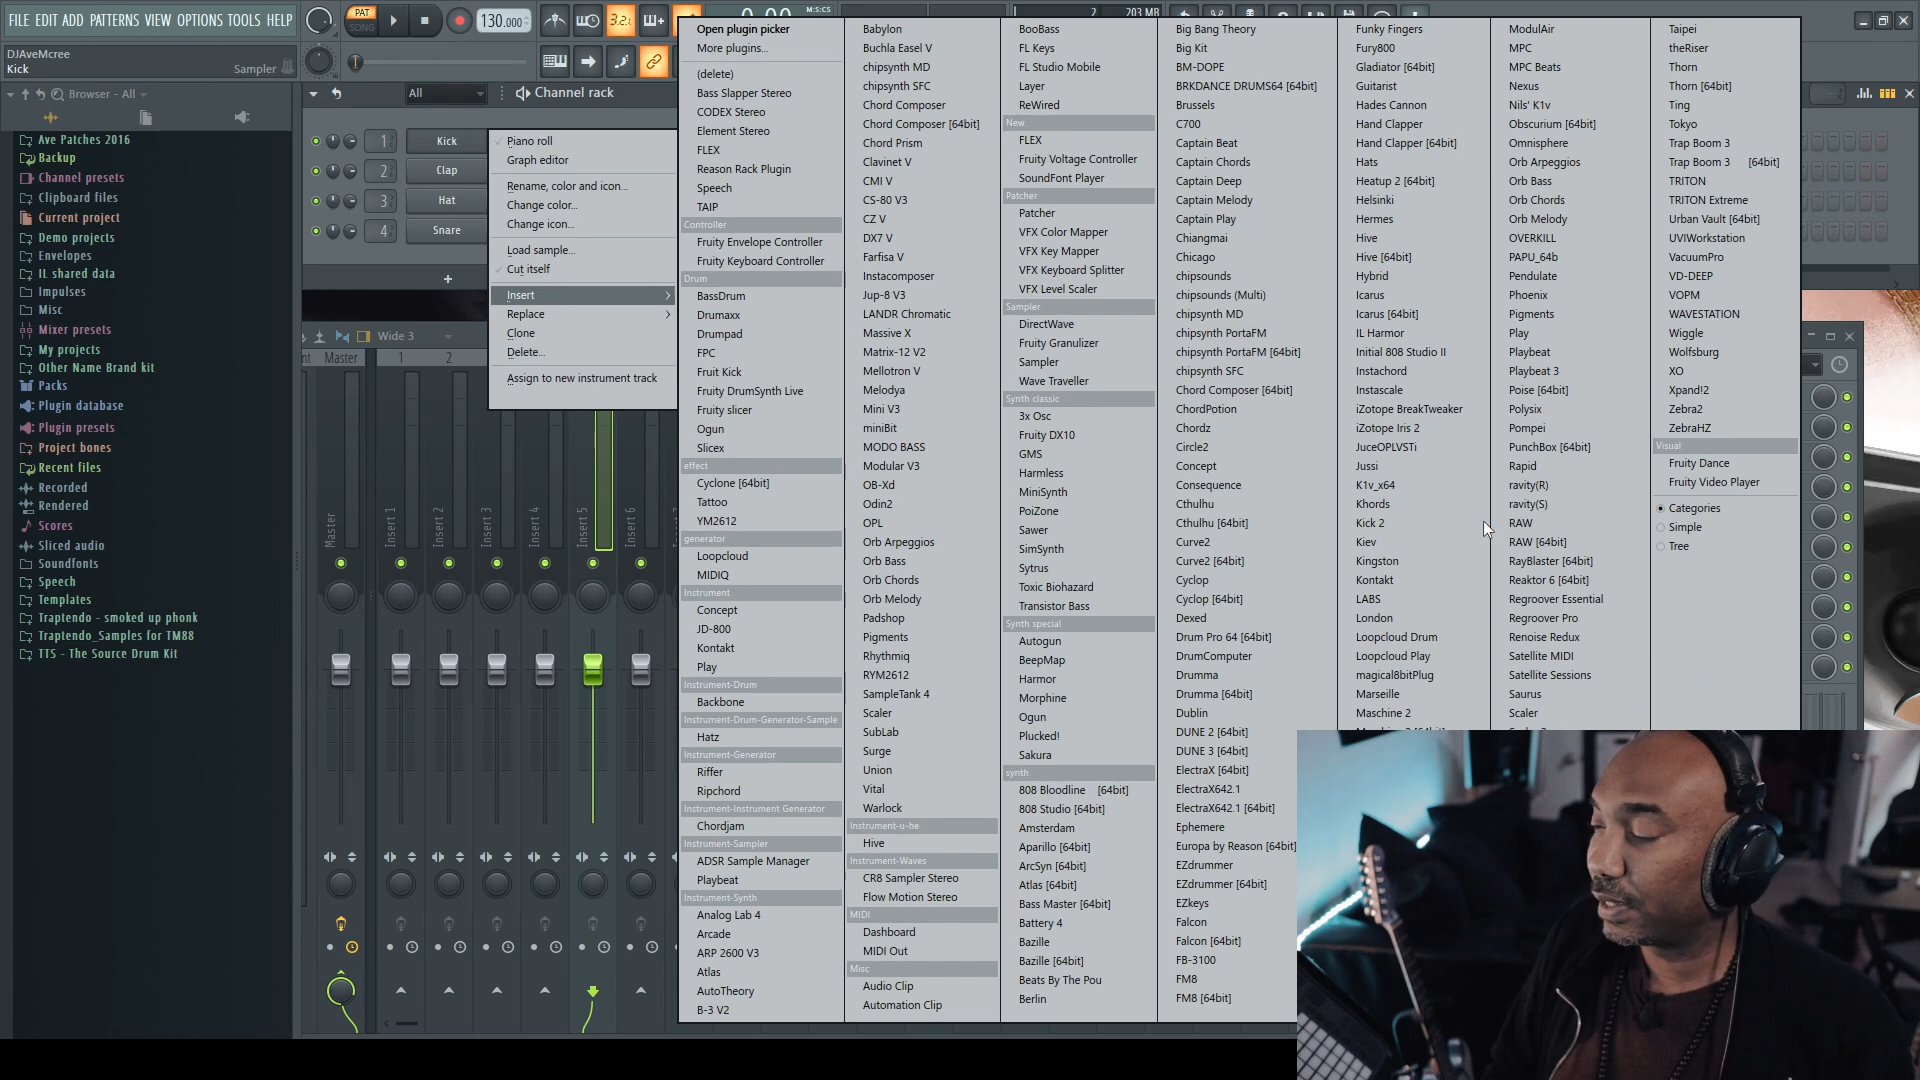 FILE EDIT ADD PATTERNS VIEW OPTIONS TOOLS HELP
PAT
SONG
130.000
3.2.
0:00
M:S:CS
2
203 MB
DJAveMcree
Kick
Sampler
Browser - All
Ave Patches 2016
Backup
Channel presets
Clipboard files
Current project
Demo projects
Envelopes
IL shared data
Impulses
Misc
Mixer presets
My projects
Other Name Brand kit
Packs
Plugin database
Plugin presets
Project bones
Recent files
Recorded
Rendered
Scores
Sliced audio
Soundfonts
Speech
Templates
Traptendo - smoked up phonk
Traptendo_Samples for TM88
TTS - The Source Drum Kit
All
Channel rack
1 Kick
2 Clap
3 Hat
4 Snare
+
Wide 3
Master
1
2
Master
Insert 1
Insert 2
Insert 3
Insert 4
Insert 5
Insert 6
Piano roll
Graph editor
Rename, color and icon...
Change color...
Change icon...
Load sample...
Cut itself
Insert
Replace
Clone
Delete...
Assign to new instrument track
Open plugin picker
More plugins...
(delete)
Bass Slapper Stereo
CODEX Stereo
Element Stereo
FLEX
Reason Rack Plugin
Speech
TAIP
Controller
Fruity Envelope Controller
Fruity Keyboard Controller
Drum
BassDrum
Drumaxx
Drumpad
FPC
Fruit Kick
Fruity DrumSynth Live
Fruity slicer
Ogun
Slicex
effect
Cyclone [64bit]
Tattoo
YM2612
generator
Loopcloud
MIDIQ
Instrument
Concept
JD-800
Kontakt
Play
Instrument-Drum
Backbone
Instrument-Drum-Generator-Sample
Hatz
Instrument-Generator
Riffer
Ripchord
Instrument-Instrument Generator
Chordjam
Instrument-Sampler
ADSR Sample Manager
Playbeat
Instrument-Synth
Analog Lab 4
Arcade
ARP 2600 V3
Atlas
AutoTheory
B-3 V2
Babylon
Buchla Easel V
chipsynth MD
chipsynth SFC
Chord Composer
Chord Composer [64bit]
Chord Prism
Clavinet V
CMI V
CS-80 V3
CZ V
DX7 V
Farfisa V
Instacomposer
Jup-8 V3
LANDR Chromatic
Massive X
Matrix-12 V2
Mellotron V
Melodya
Mini V3
miniBit
MODO BASS
Modular V3
OB-Xd
Odin2
OPL
Orb Arpeggios
Orb Bass
Orb Chords
Orb Melody
Padshop
Pigments
Rhythmiq
RYM2612
SampleTank 4
Scaler
SubLab
Surge
Union
Vital
Warlock
Instrument-u-he
Hive
Instrument-Waves
CR8 Sampler Stereo
Flow Motion Stereo
MIDI
Dashboard
MIDI Out
Misc
Audio Clip
Automation Clip
BooBass
FL Keys
FL Studio Mobile
Layer
ReWired
New
FLEX
Fruity Voltage Controller
SoundFont Player
Patcher
Patcher
VFX Color Mapper
VFX Key Mapper
VFX Keyboard Splitter
VFX Level Scaler
Sampler
DirectWave
Fruity Granulizer
Sampler
Wave Traveller
Synth classic
3x Osc
Fruity DX10
GMS
Harmless
MiniSynth
PoiZone
Sawer
SimSynth
Sytrus
Toxic Biohazard
Transistor Bass
Synth special
Autogun
BeepMap
Harmor
Morphine
Ogun
Plucked!
Sakura
synth
808 Bloodline [64bit]
808 Studio [64bit]
Amsterdam
Aparillo [64bit]
ArcSyn [64bit]
Atlas [64bit]
Bass Master [64bit]
Battery 4
Bazille
Bazille [64bit]
Beats By The Pou
Berlin
Big Bang Theory
Big Kit
BM-DOPE
BRKDANCE DRUMS64 [64bit]
Brussels
C700
Captain Beat
Captain Chords
Captain Deep
Captain Melody
Captain Play
Chiangmai
Chicago
chipsounds
chipsounds (Multi)
chipsynth MD
chipsynth PortaFM
chipsynth PortaFM [64bit]
chipsynth SFC
Chord Composer [64bit]
ChordPotion
Chordz
Circle2
Concept
Consequence
Cthulhu
Cthulhu [64bit]
Curve2
Curve2 [64bit]
Cyclop
Cyclop [64bit]
Dexed
Drum Pro 64 [64bit]
DrumComputer
Drumma
Drumma [64bit]
Dublin
DUNE 2 [64bit]
DUNE 3 [64bit]
ElectraX [64bit]
ElectraX642.1
ElectraX642.1 [64bit]
Ephemere
Europa by Reason [64bit]
EZdrummer
EZdrummer [64bit]
EZkeys
Falcon
Falcon [64bit]
FB-3100
FM8
FM8 [64bit]
Funky Fingers
Fury800
Gladiator [64bit]
Guitarist
Hades Cannon
Hand Clapper
Hand Clapper [64bit]
Hats
Heatup 2 [64bit]
Helsinki
Hermes
Hive
Hive [64bit]
Hybrid
Icarus
Icarus [64bit]
IL Harmor
Initial 808 Studio II
Instachord
Instascale
iZotope BreakTweaker
iZotope Iris 2
JuceOPLVSTi
Jussi
K1v_x64
Khords
Kick 2
Kiev
Kingston
Kontakt
LABS
London
Loopcloud Drum
Loopcloud Play
magical8bitPlug
Marseille
Maschine 2
ModulAir
MPC
MPC Beats
Nexus
Nils' K1v
Obscurium [64bit]
Omnisphere
Orb Arpeggios
Orb Bass
Orb Chords
Orb Melody
OVERKILL
PAPU_64b
Pendulate
Phoenix
Pigments
Play
Playbeat
Playbeat 3
Poise [64bit]
Polysix
Pompei
PunchBox [64bit]
Rapid
ravity(R)
ravity(S)
RAW
RAW [64bit]
RayBlaster [64bit]
Reaktor 6 [64bit]
Regroover Essential
Regroover Pro
Renoise Redux
Satellite MIDI
Satellite Sessions
Saurus
Scaler
Taipei
theRiser
Thorn
Thorn [64bit]
Ting
Tokyo
Trap Boom 3
Trap Boom 3 [64bit]
TRITON
TRITON Extreme
Urban Vault [64bit]
UVIWorkstation
VacuumPro
VD-DEEP
VOPM
WAVESTATION
Wiggle
Wolfsburg
XO
Xpand!2
Zebra2
ZebraHZ
Visual
Fruity Dance
Fruity Video Player
Categories
Simple
Tree